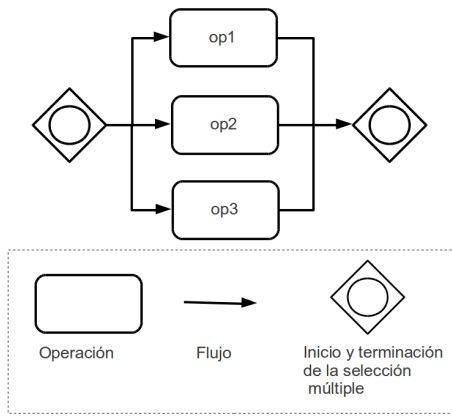 op1
op2
op3
Operación
Flujo
Inicio y terminación
de la selección
múltiple